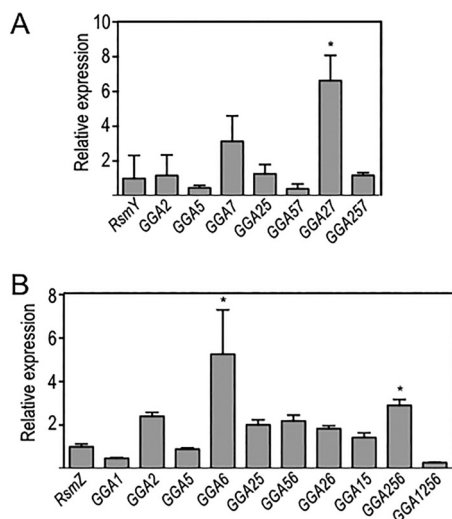 A
Relative expression
10
8
6
4
2
RsmY
GGA2
GGA5
GGA7
GGA25
GGA57
GGA27
GGA257
*
B
Relative expression
8
6
4
2
RsmZ
GGA1
GGA2
GGA5
GGA6
GGA25
GGA56
GGA26
GGA15
GGA256
GGA1256
*
*